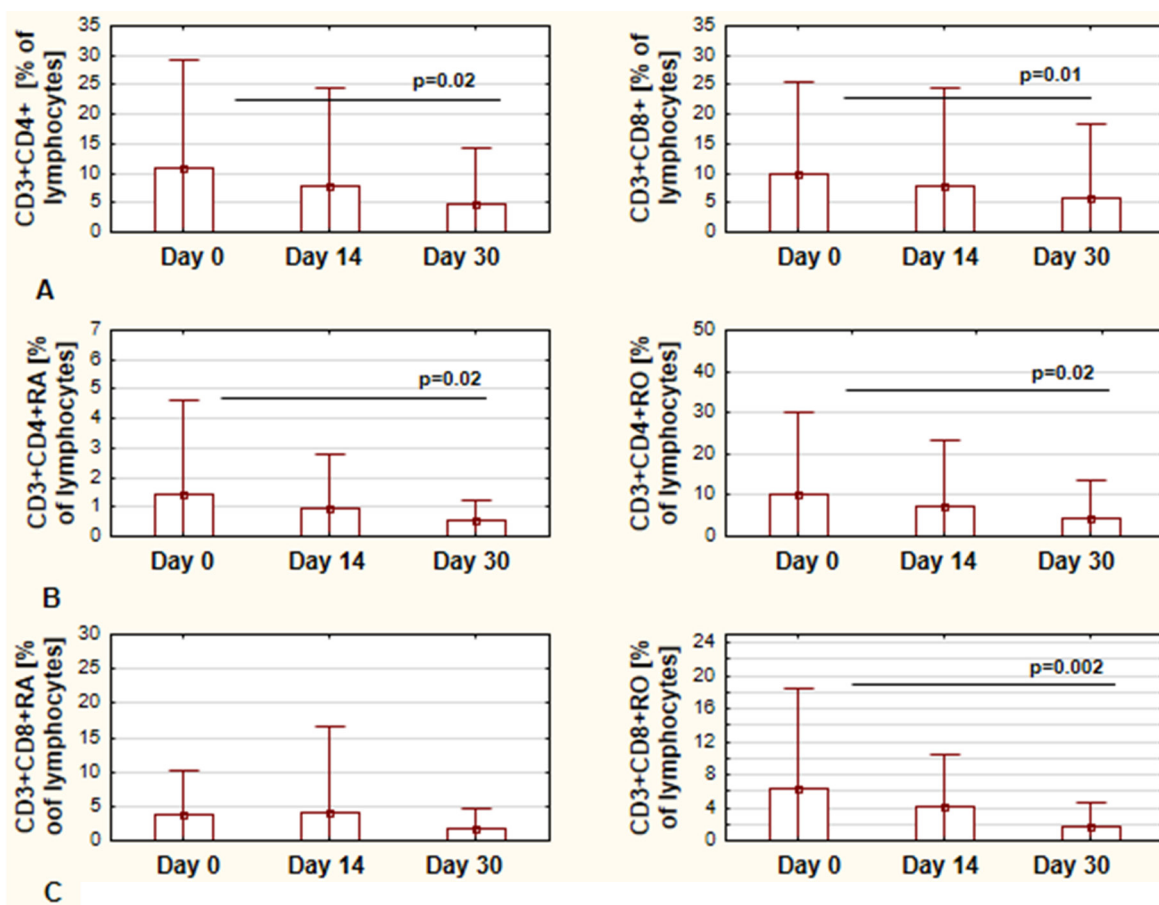 CD3+CD4+ [% of
lymphocytes]
35
30
25
20
15
10
5
0
p=0.02
Day 0 Day 14 Day 30
CD3+CD8+ [% of
lymphocytes]
35
30
25
20
15
10
5
0
p=0.01
Day 0 Day 14 Day 30
A
CD3+CD4+RA [%
of lymphocytes]
7
6
5
4
3
2
1
0
p=0.02
Day 0 Day 14 Day 30
CD3+CD4+RO [%
of lymphocytes]
50
40
30
20
10
0
p=0.02
Day 0 Day 14 Day 30
B
CD3+CD8+RA [%
oof lymphocytes]
30
25
20
15
10
5
0
Day 0 Day 14 Day 30
CD3+CD8+RO [%
of lymphocytes]
24
20
16
12
8
4
0
p=0.002
Day 0 Day 14 Day 30
C